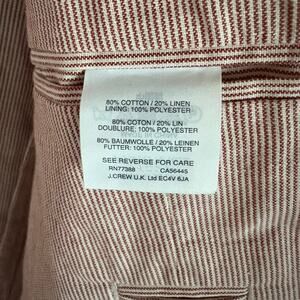 80% COTTON / 20% LINEN
LINING: 100% POLYESTER
80% COTON / 20% LIN
DOUBLURE: 100% POLYESTER
80% BAUMWOLLE / 20% LEINEN
FUTTER: 100% POLYESTER
SEE REVERSE FOR CARE
RN77388 CA56445
J.CREW U.K. Ltd EC4V 6JA